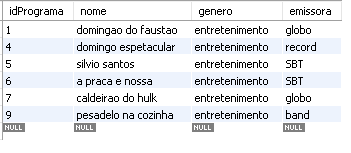 idPrograma nome genero emissora
1 domingao do faustao entretenimento globo
4 domingo espetacular entretenimento record
5 silvio santos entretenimento SBT
6 a praca e nossa entretenimento SBT
7 caldeirao do hulk entretenimento globo
9 pesadelo na cozinha entretenimento band
NULL NULL NULL NULL